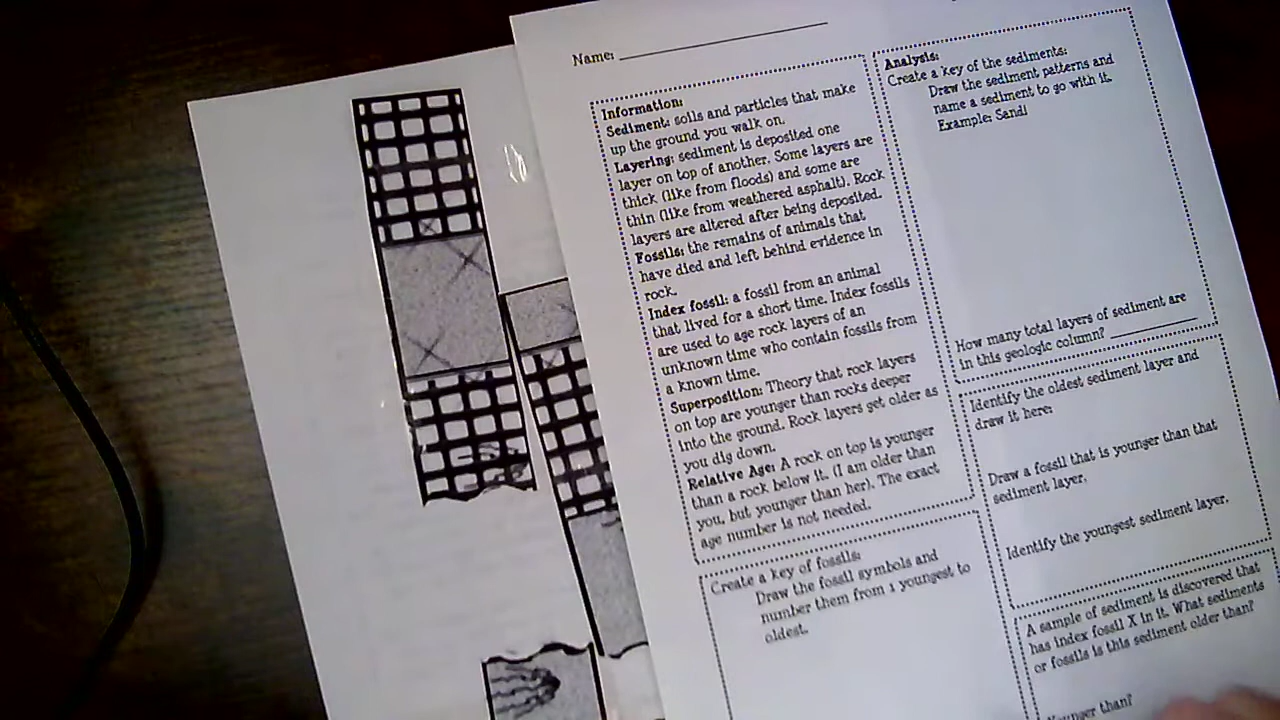 Name:
Information:
Sediment: soils and particles that make
up the ground you walk on.
Layering: sediment is deposited one
layer on top of another. Some layers are
thick (like from floods) and some are
thin (like from weathered asphalt). Rock
layers are altered after being deposited.
Fossils: the remains of animals that
have died and left behind evidence in
rock.
Index fossil: a fossil from an animal
that lived for a short time. Index fossils
are used to age rock layers of an
unknown time who contain fossils from
a known time.
Superposition: Theory that rock layers
on top are younger than rocks deeper
into the ground. Rock layers get older as
you dig down.
Relative Age: A rock on top is younger
than a rock below it. (I am older than
you, but younger than her). The exact
age number is not needed.
Create a key of fossils:
Draw the fossil symbols and
number them from 1 youngest to
oldest.
Analysis:
Create a key of the sediments:
Draw the sediment patterns and
name a sediment to go with it.
Example: Sand!
How many total layers of sediment are
in this geologic column?
Identify the oldest sediment layer and
draw it here:
Draw a fossil that is younger than that
sediment layer.
Identify the youngest sediment layer.
A sample of sediment is discovered that
has index fossil X in it. What sediments
or fossils is this sediment older than?
Younger than?